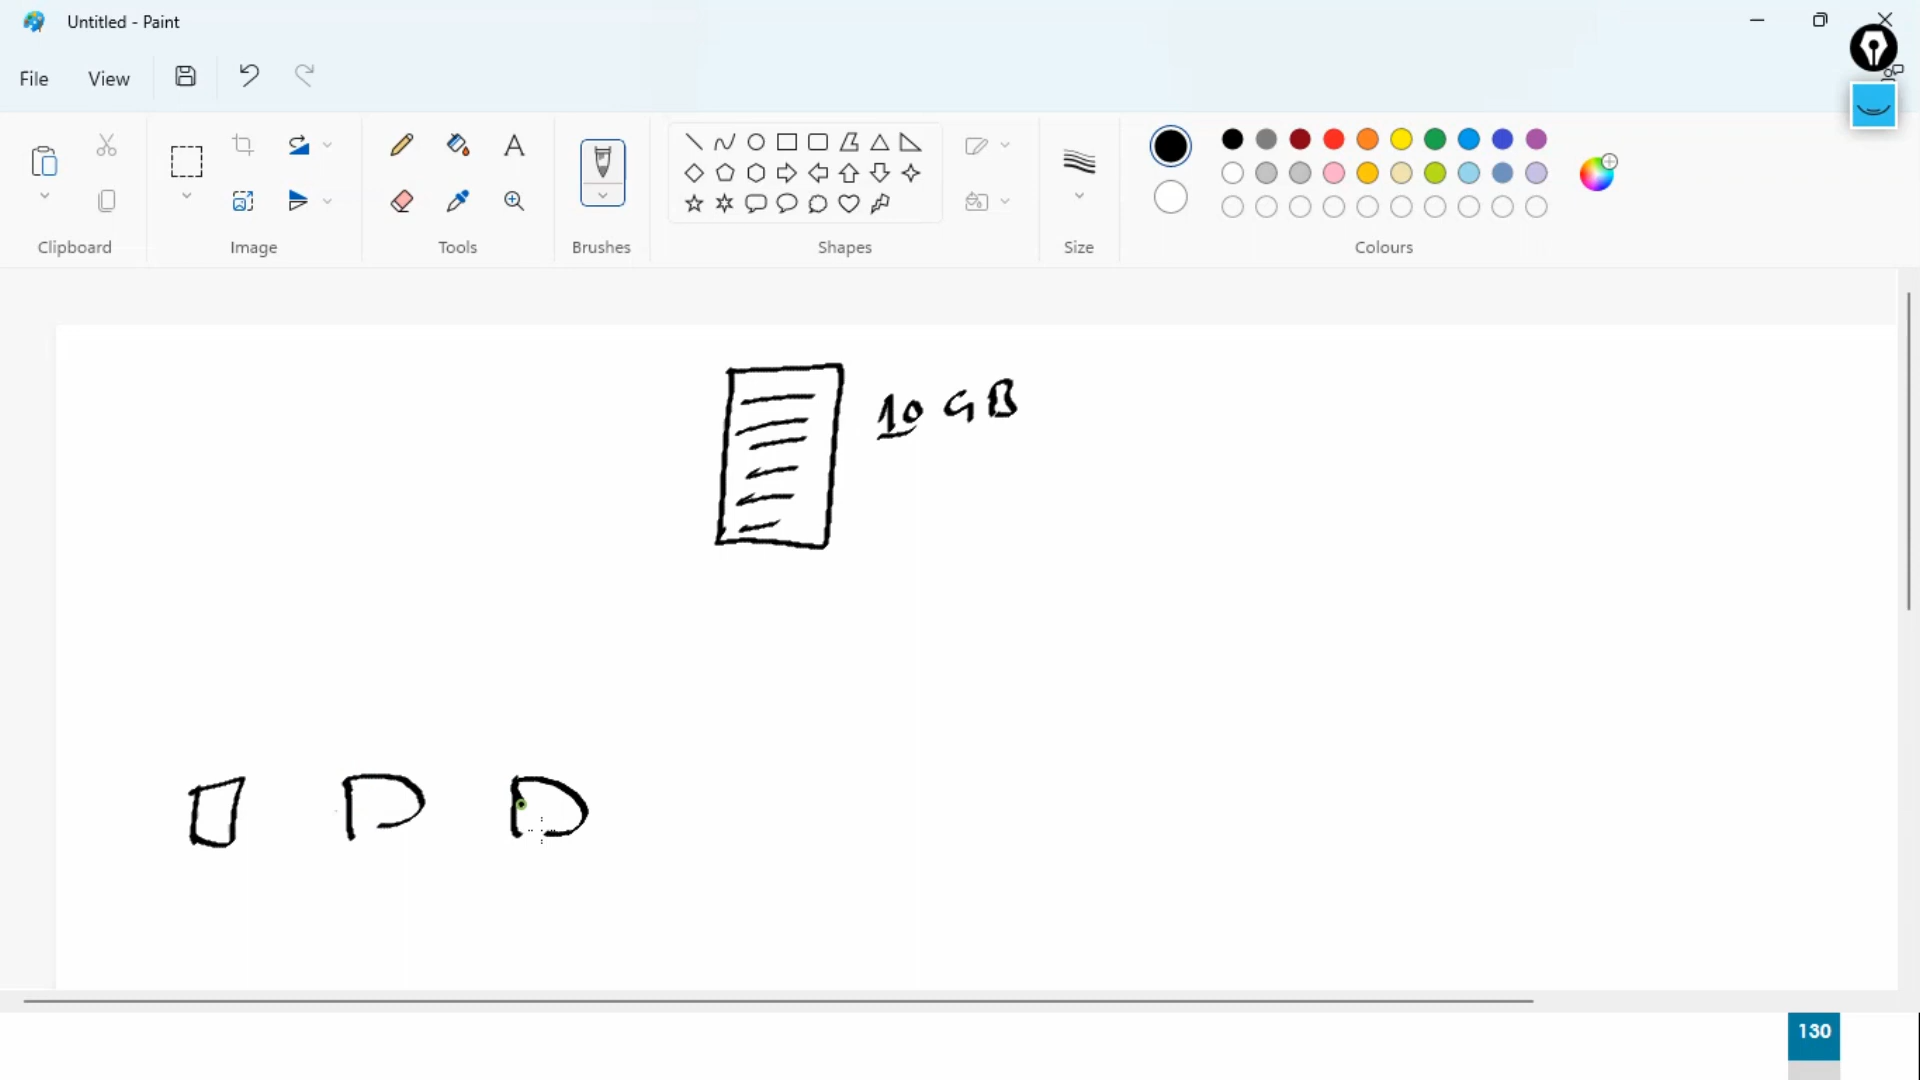 Untitled - Paint
File View
Clipboard
Image
Tools
Brushes
Shapes
Size
Colours
10 GB
130